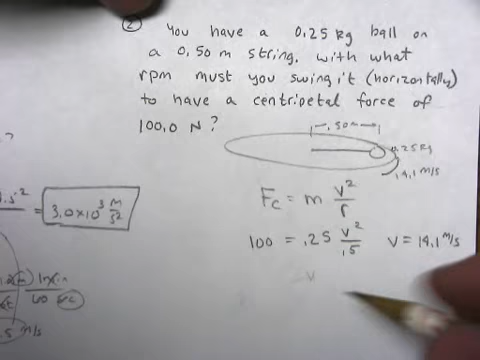 ② You have a 0.25 kg ball on
a 0.50 m string. with what
rpm must you swing it (horizontally)
to have a centripetal force of
100.0 N?
?
.50m
.25 kg
14.1 m/s
Fc = m v²/r
100 = .25 v²/.5 v = 14.1 m/s
v
= 3.0×10³ m/s²
m/s